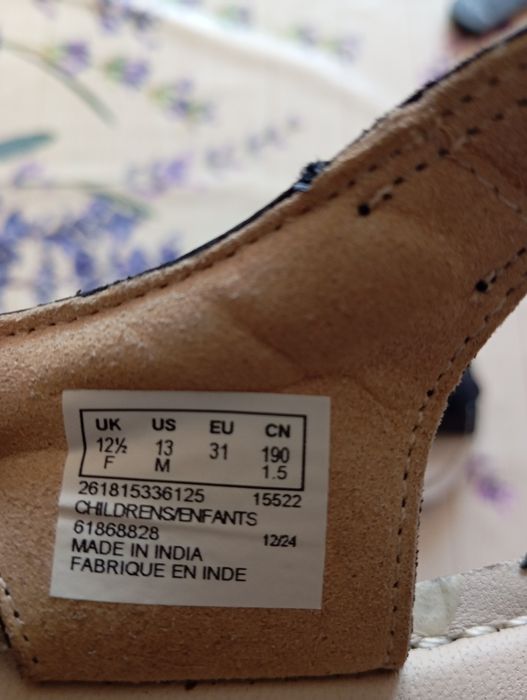 UK US EU CN
12½ 13 31 190
F M 1.5
261815336125 15522
CHILDRENS/ENFANTS
61868828 12/24
MADE IN INDIA
FABRIQUE EN INDE